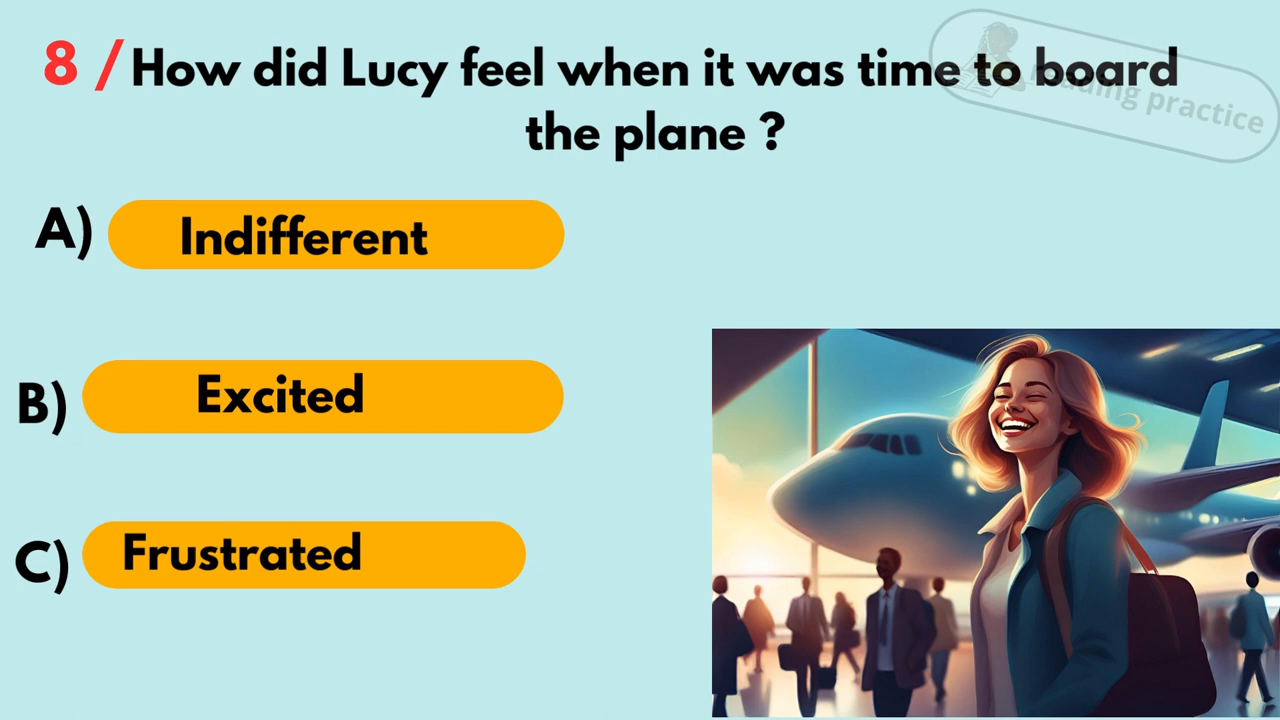 8 / How did Lucy feel when it was time to board
the plane ?
Reading practice
A) Indifferent
B) Excited
C) Frustrated